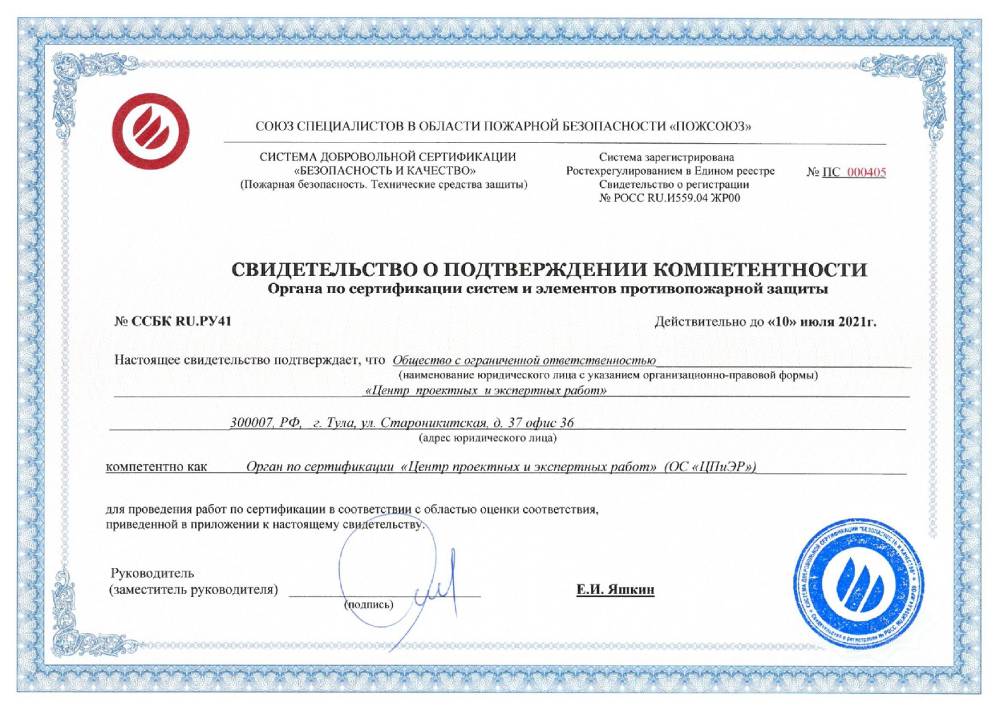 СОЮЗ СПЕЦИАЛИСТОВ В ОБЛАСТИ ПОЖАРНОЙ БЕЗОПАСНОСТИ «ПОЖСОЮЗ»
СИСТЕМА ДОБРОВОЛЬНОЙ СЕРТИФИКАЦИИ
«БЕЗОПАСНОСТЬ И КАЧЕСТВО»
(Пожарная безопасность. Технические средства защиты)
Система зарегистрирована
Ростехрегулированием в Едином реестре
Свидетельство о регистрации
№ РОСС RU.И559.04 ЖР00
№ ПС 000405
СВИДЕТЕЛЬСТВО О ПОДТВЕРЖДЕНИИ КОМПЕТЕНТНОСТИ
Органа по сертификации систем и элементов противопожарной защиты
№ ССБК RU.РУ41
Действительно до «10» июля 2021г.
Настоящее свидетельство подтверждает, что Общество с ограниченной ответственностью
(наименование юридического лица с указанием организационно-правовой формы)
«Центр проектных и экспертных работ»
300007, РФ, г. Тула, ул. Староникитская, д. 37 офис 36
(адрес юридического лица)
компетентно как Орган по сертификации «Центр проектных и экспертных работ» (ОС «ЦПиЭР»)
для проведения работ по сертификации в соответствии с областью оценки соответствия,
приведенной в приложении к настоящему свидетельству.
Руководитель
(заместитель руководителя)
(подпись)
Е.И. Яшкин
СИСТЕМА ДОБРОВОЛЬНОЙ СЕРТИФИКАЦИИ "БЕЗОПАСНОСТЬ И КАЧЕСТВО"